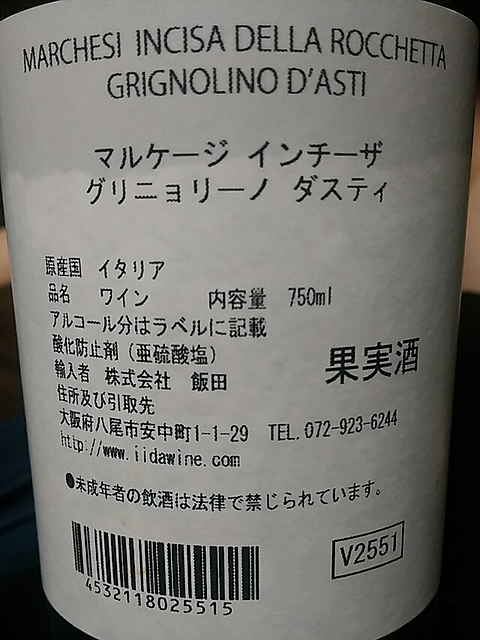 MARCHESI INCISA DELLA ROCCHETTA
GRIGNOLINO D'ASTI
マルケージ インチーザ
グリニョリーノ ダスティ
原産国 イタリア
品名 ワイン 内容量 750ml
アルコール分はラベルに記載
酸化防止剤（亜硫酸塩）
輸入者 株式会社 飯田
果実酒
住所及び引取先
大阪府八尾市安中町1-1-29 TEL.072-923-6244
http://www.iidawine.com
●未成年者の飲酒は法律で禁じられています。
V2551
4532118025515